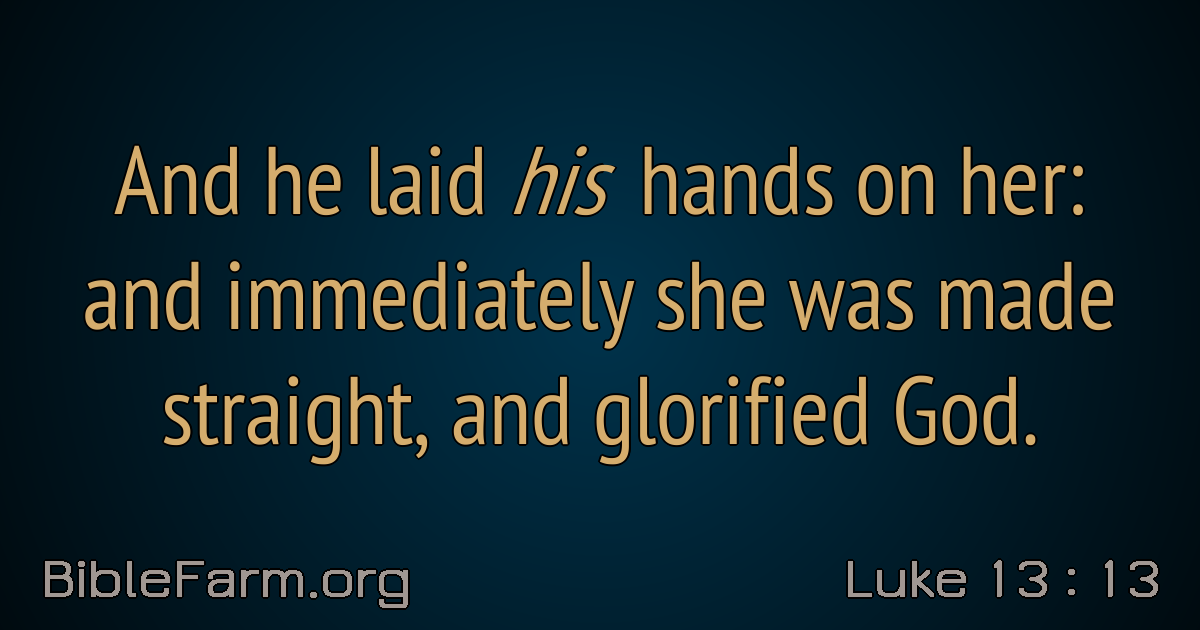 And he laid his hands on her:
and immediately she was made
straight, and glorified God.
BibleFarm.org
Luke 13 : 13